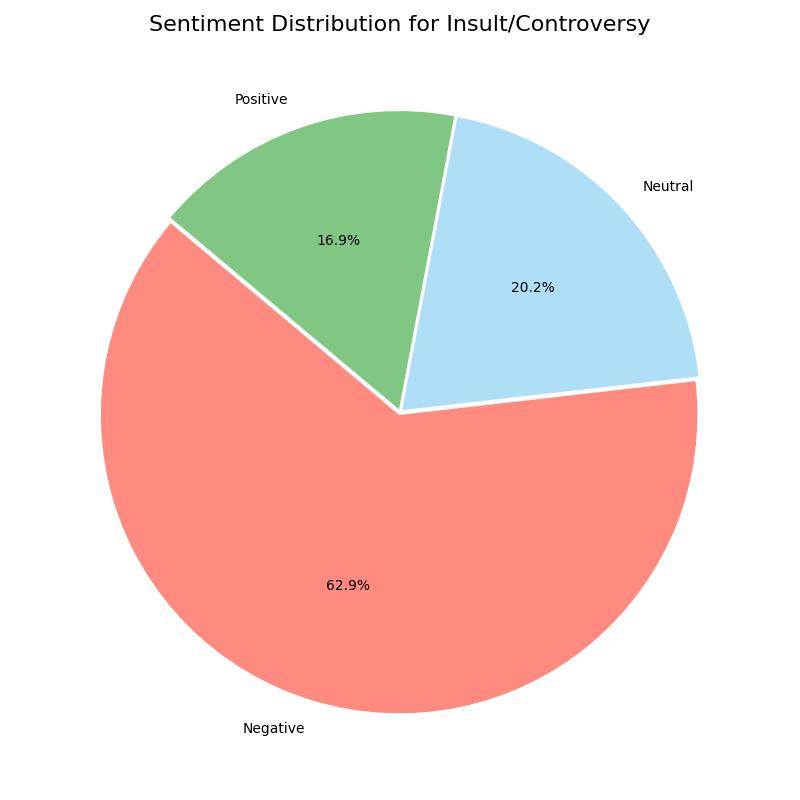 Sentiment Distribution for Insult/Controversy
Positive
Neutral
16.9%
20.2%
62.9%
Negative